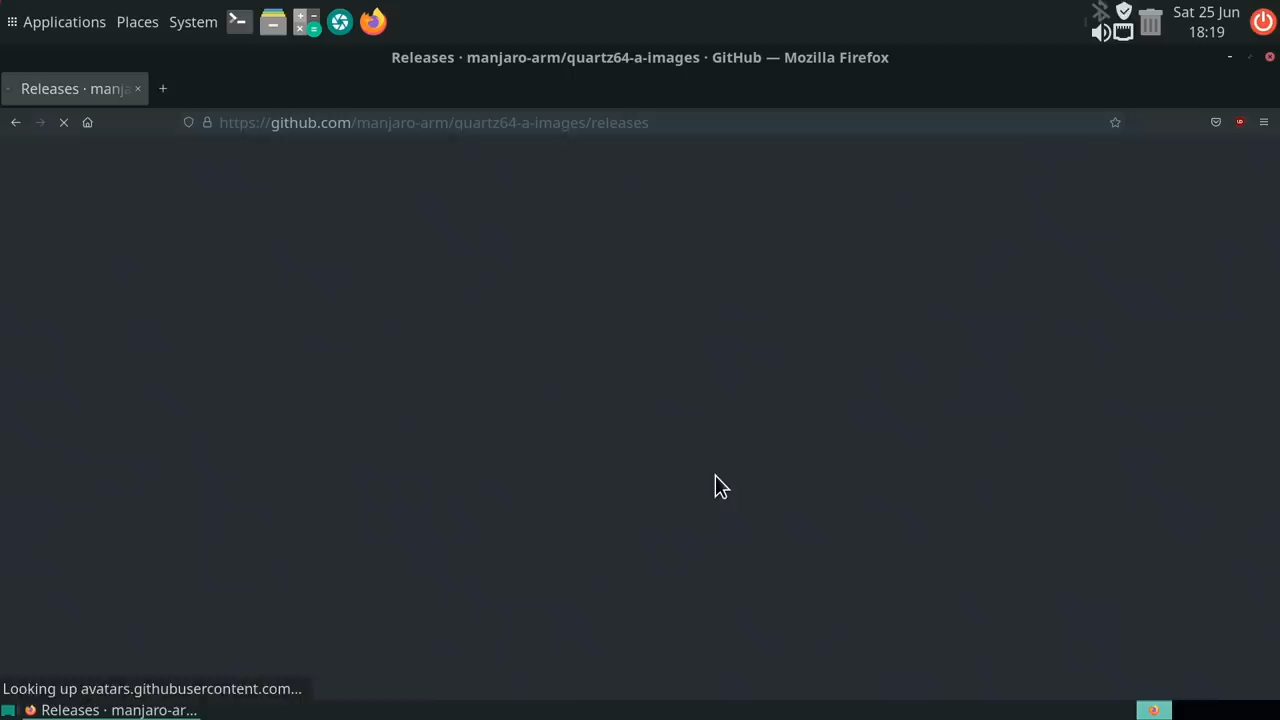 Applications Places System
Sat 25 Jun
18:19
Releases · manjaro-arm/quartz64-a-images · GitHub — Mozilla Firefox
Releases · manja
https://github.com/manjaro-arm/quartz64-a-images/releases
Looking up avatars.githubusercontent.com...
Releases · manjaro-ar...